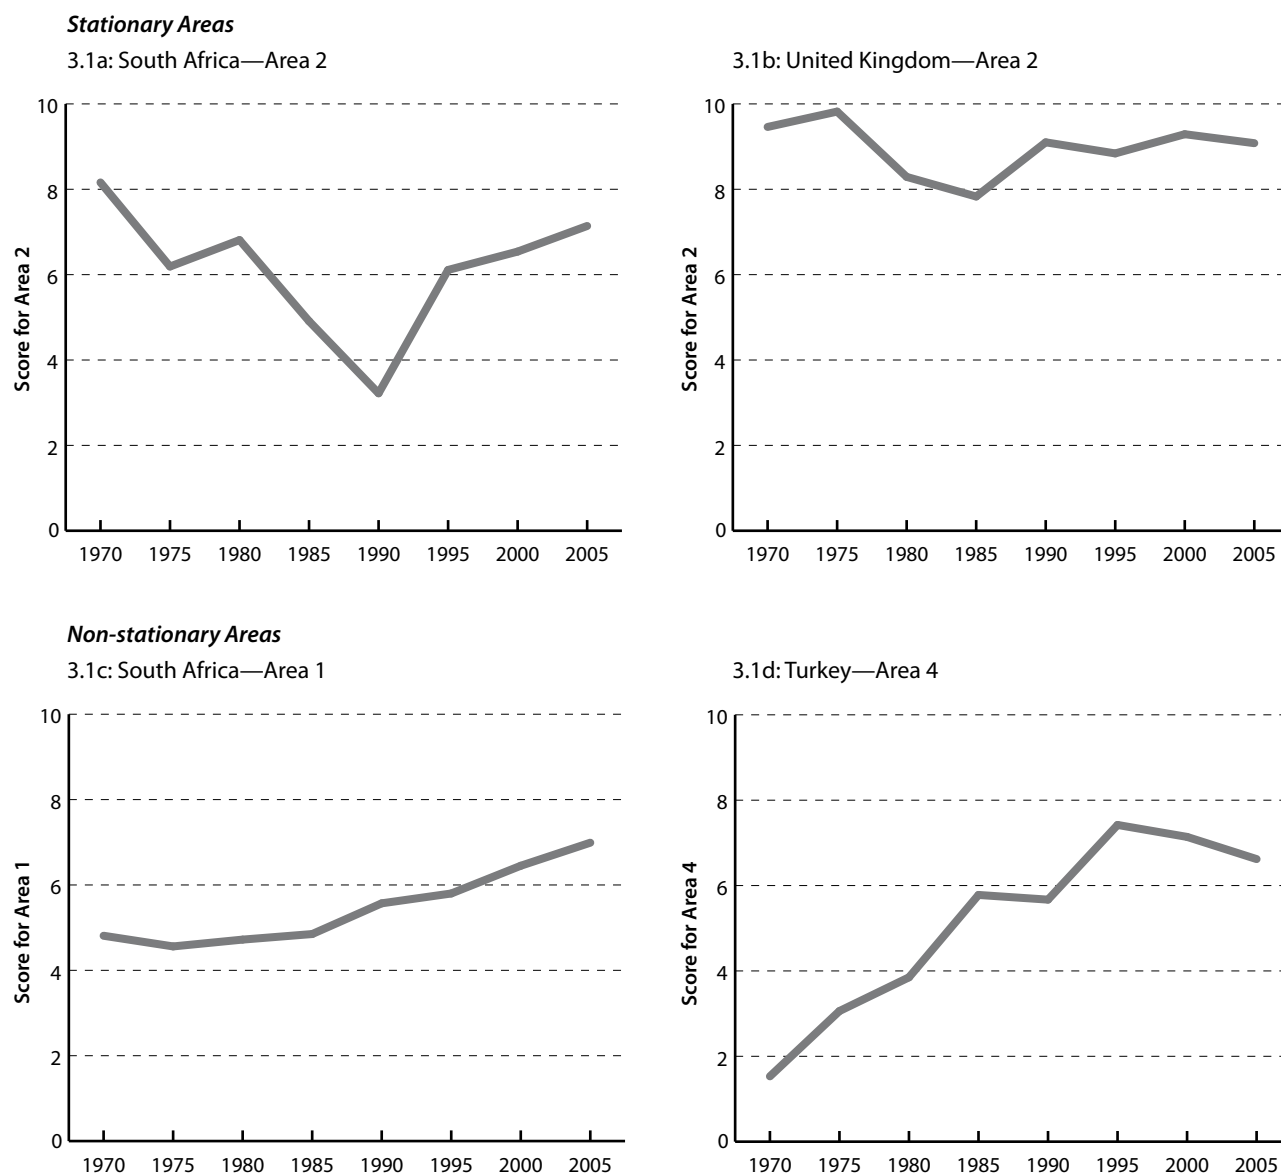 Stationary Areas
3.1a: South Africa—Area 2
10
8
6
4
2
0
Score for Area 2
1970 1975 1980 1985 1990 1995 2000 2005
3.1b: United Kingdom—Area 2
10
8
6
4
2
0
Score for Area 2
1970 1975 1980 1985 1990 1995 2000 2005
Non-stationary Areas
3.1c: South Africa—Area 1
10
8
6
4
2
0
Score for Area 1
1970 1975 1980 1985 1990 1995 2000 2005
3.1d: Turkey—Area 4
10
8
6
4
2
0
Score for Area 4
1970 1975 1980 1985 1990 1995 2000 2005